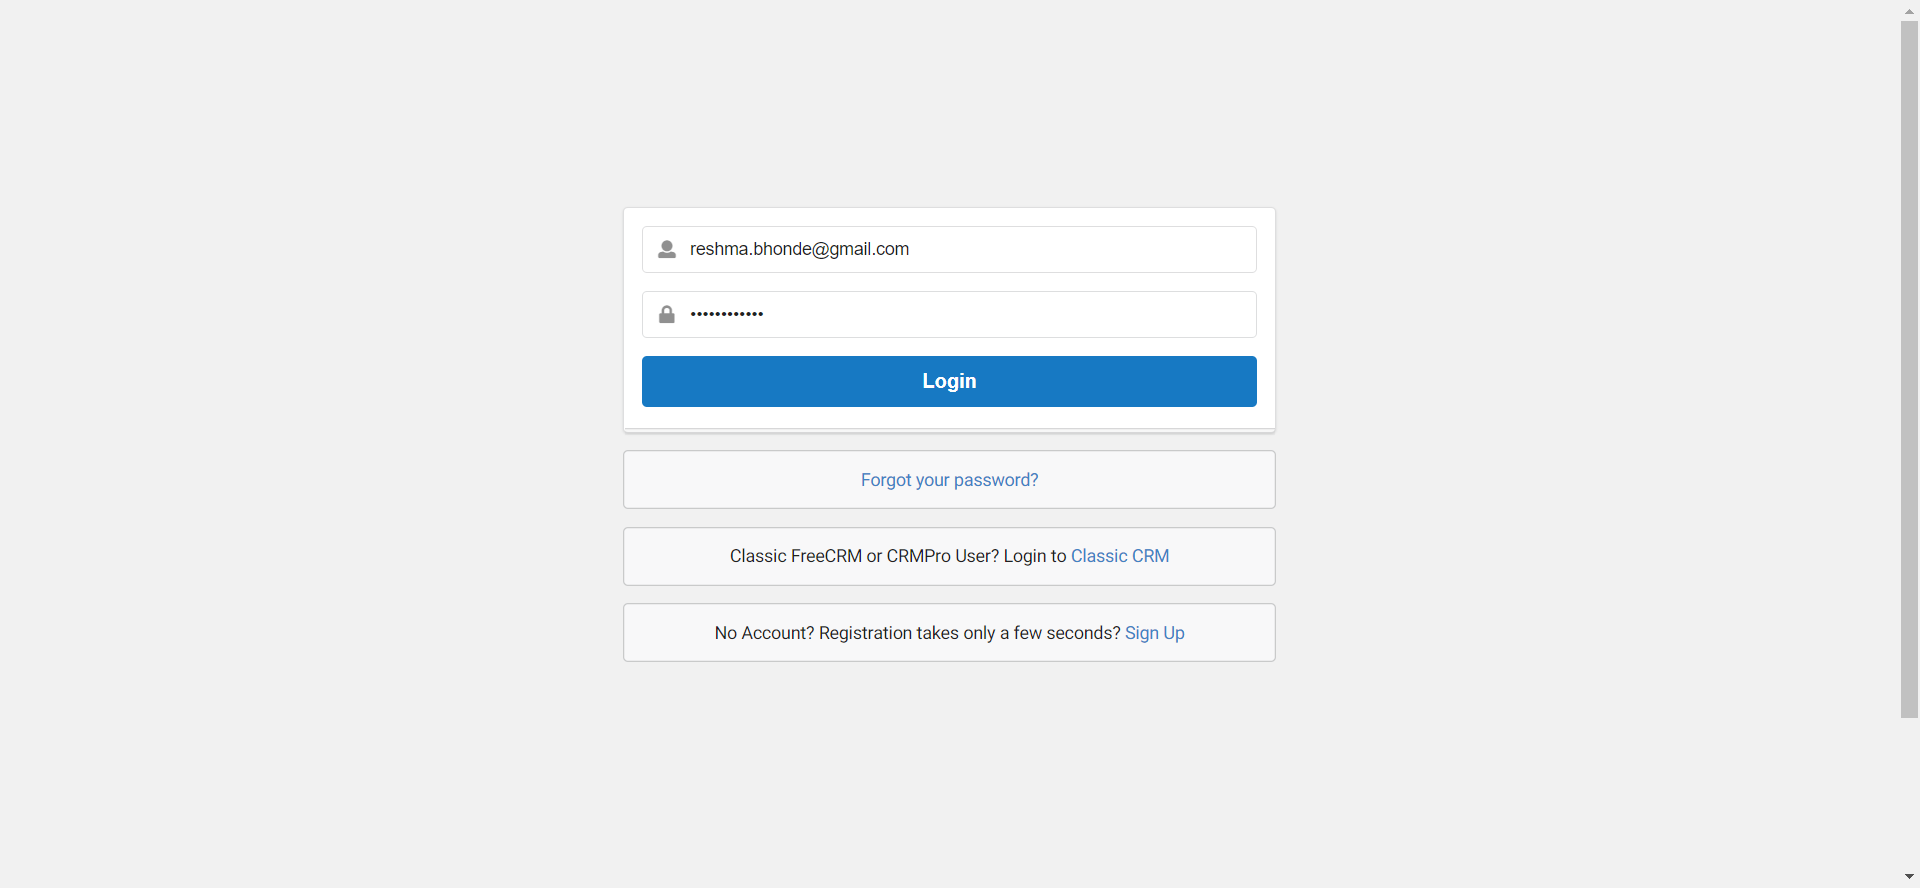 reshma.bhonde@gmail.com
••••••••••••
Login
Forgot your password?
Classic FreeCRM or CRMPro User? Login to Classic CRM
No Account? Registration takes only a few seconds? Sign Up